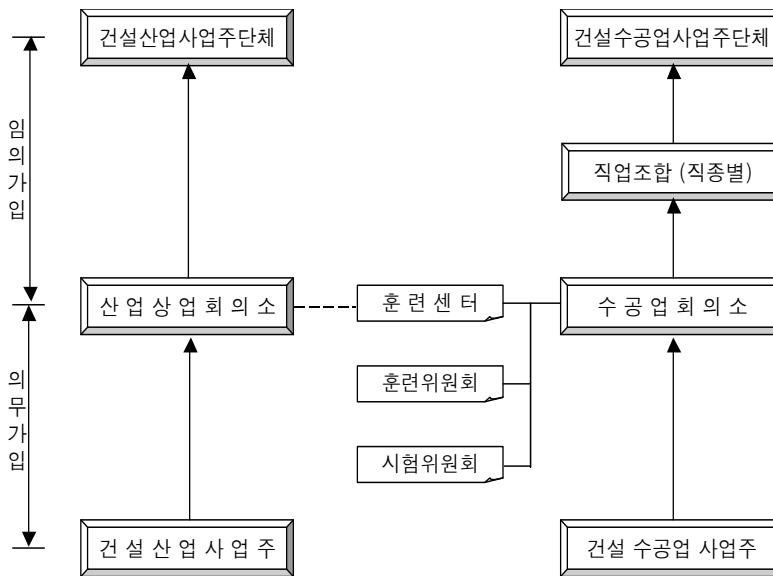 건설산업사업주단체
건설수공업사업주단체
임의가입
직업조합 (직종별)
산 업 상 업 회 의 소
훈 련 센 터
수 공 업 회 의 소
의무가입
훈련위원회
시험위원회
건 설 산 업 사 업 주
건설 수공업 사업주